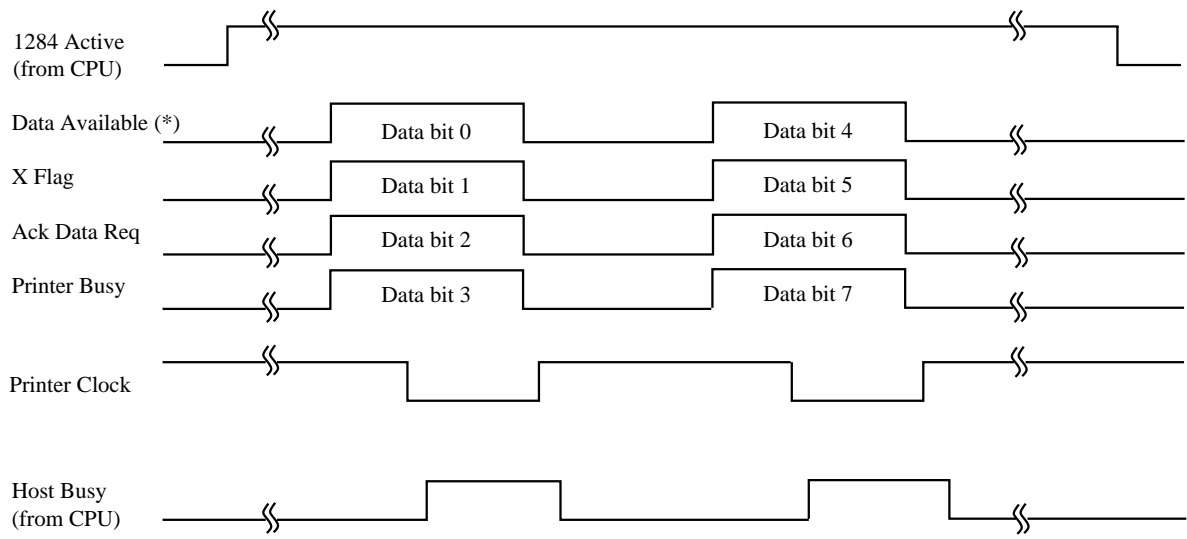 1284 Active
(from CPU)
Data Available (*)
Data bit 0
Data bit 4
X Flag
Data bit 1
Data bit 5
Ack Data Req
Data bit 2
Data bit 6
Printer Busy
Data bit 3
Data bit 7
Printer Clock
Host Busy
(from CPU)